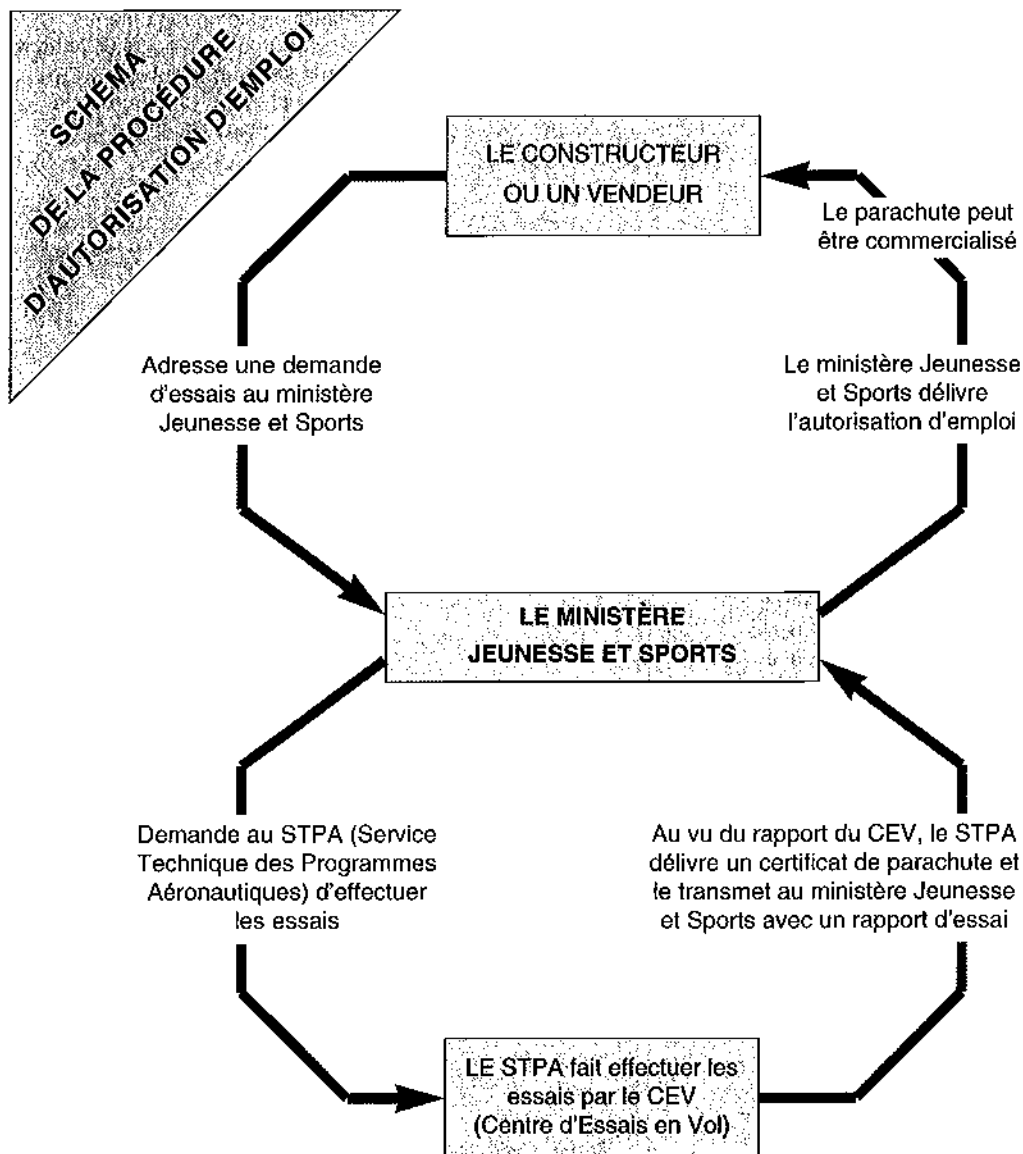 SCHÉMA
DE LA PROCÉDURE
D'AUTORISATION D'EMPLOI
LE CONSTRUCTEUR
OU UN VENDEUR
Le parachute peut
être commercialisé
Adresse une demande
d'essais au ministère
Jeunesse et Sports
Le ministère Jeunesse
et Sports délivre
l'autorisation d'emploi
LE MINISTÈRE
JEUNESSE ET SPORTS
Demande au STPA (Service
Technique des Programmes
Aéronautiques) d'effectuer
les essais
Au vu du rapport du CEV, le STPA
délivre un certificat de parachute et
le transmet au ministère Jeunesse
et Sports avec un rapport d'essai
LE STPA fait effectuer les
essais par le CEV
(Centre d'Essais en Vol)